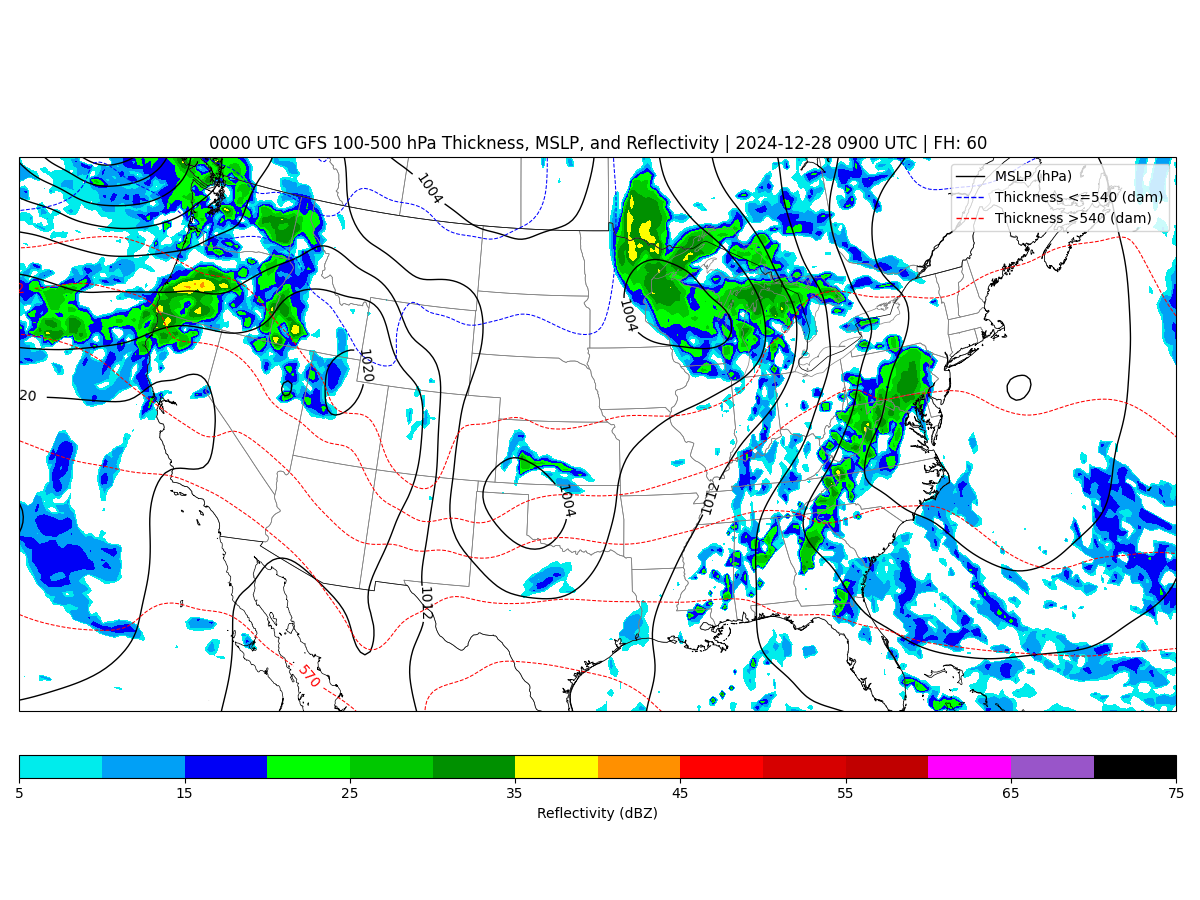 0000 UTC GFS 100-500 hPa Thickness, MSLP, and Reflectivity | 2024-12-28 0900 UTC | FH: 60
MSLP (hPa)
Thickness <=540 (dam)
Thickness >540 (dam)
1004
1004
1020
20
1004
1012
1012
570
5 15 25 35 45 55 65 75
Reflectivity (dBZ)